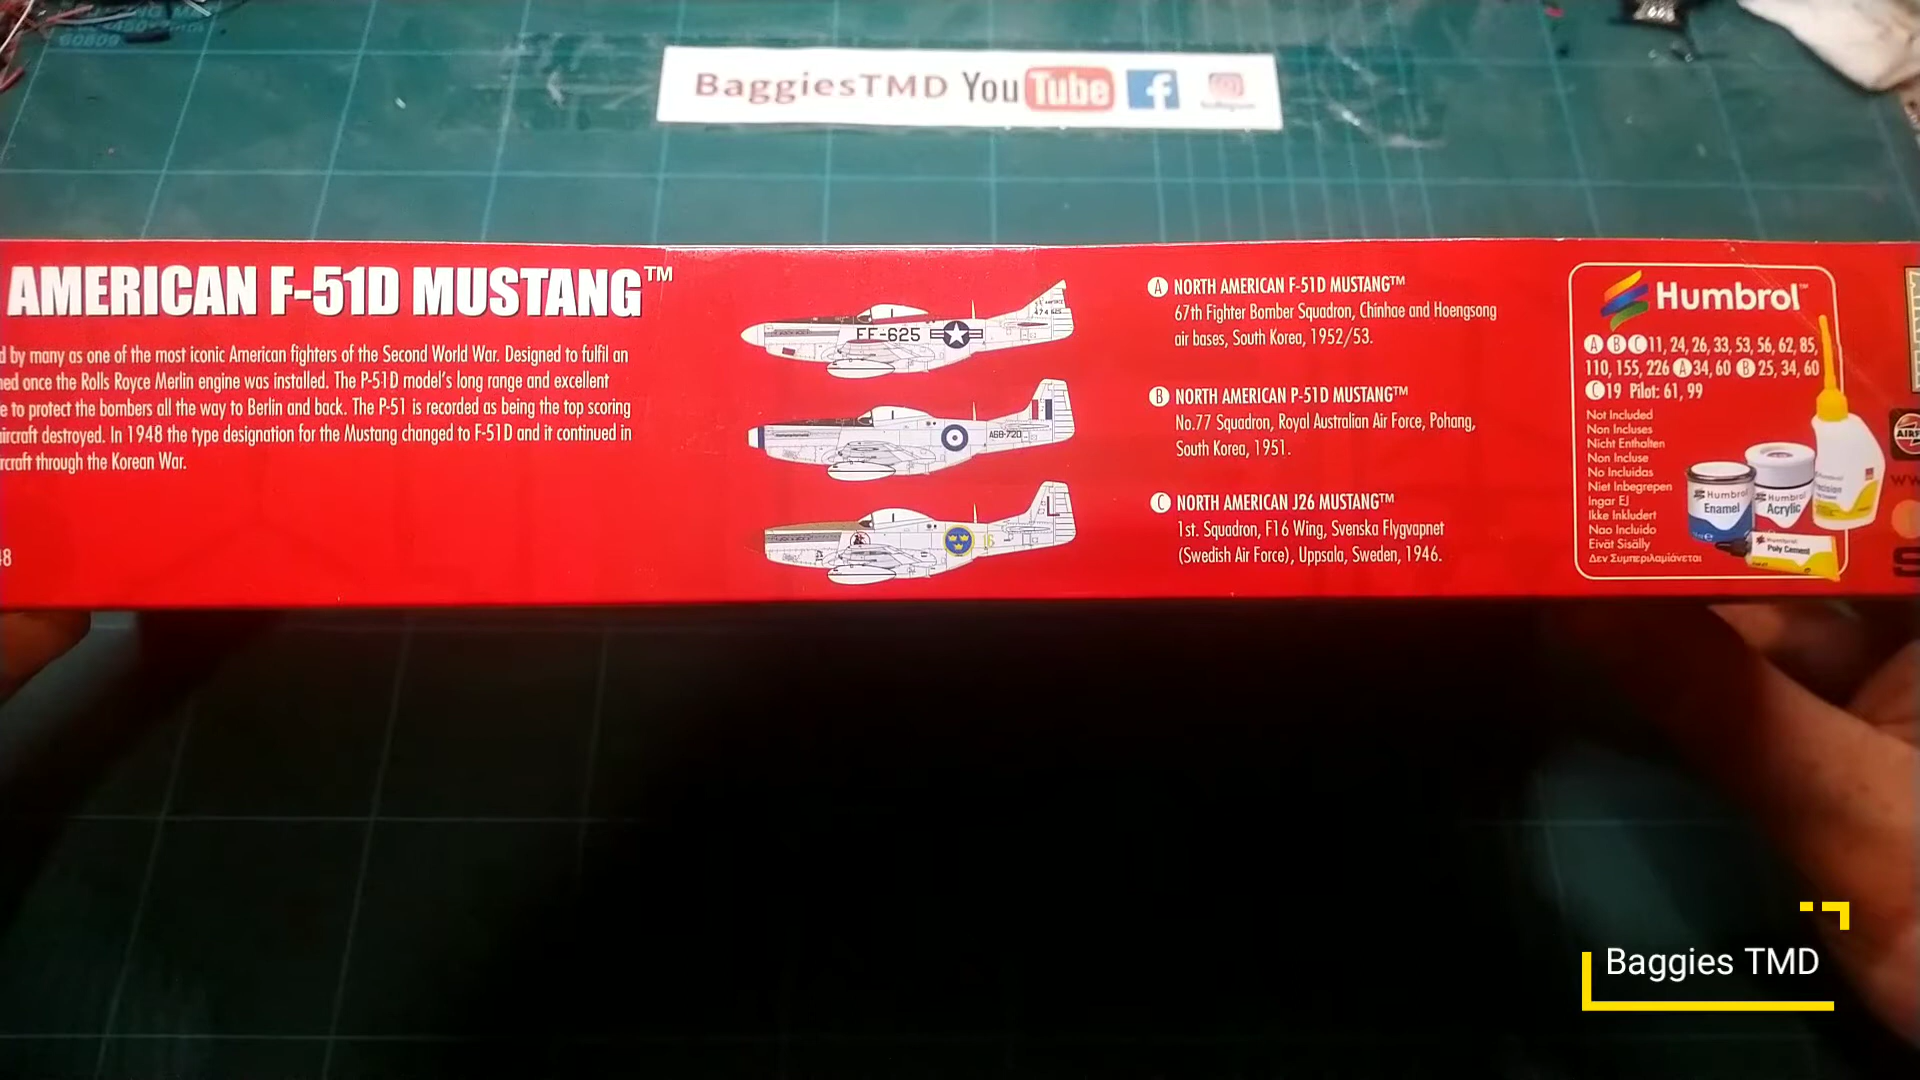 60809
BaggiesTMD YouTube
AMERICAN F-51D MUSTANG™
d by many as one of the most iconic American fighters of the Second World War. Designed to fulfil an
ned once the Rolls Royce Merlin engine was installed. The P-51D model's long range and excellent
e to protect the bombers all the way to Berlin and back. The P-51 is recorded as being the top scoring
aircraft destroyed. In 1948 the type designation for the Mustang changed to F-51D and it continued in
rcraft through the Korean War.
FF-625
A68-720
16
A NORTH AMERICAN F-51D MUSTANG™
67th Fighter Bomber Squadron, Chinhae and Hoengsong
air bases, South Korea, 1952/53.
B NORTH AMERICAN P-51D MUSTANG™
No.77 Squadron, Royal Australian Air Force, Pohang,
South Korea, 1951.
C NORTH AMERICAN J26 MUSTANG™
1st. Squadron, F16 Wing, Svenska Flygvapnet
(Swedish Air Force), Uppsala, Sweden, 1946.
Humbrol™
A B C 11, 24, 26, 33, 53, 56, 62, 85,
110, 155, 226 A 34, 60 B 25, 34, 60
C 19 Pilot: 61, 99
Not Included
Non Incluses
Nicht Enthalten
Non Incluse
No Incluidas
Niet Inbegrepen
Ingar EJ
Ikke Inkludert
Nao Incluido
Eivät Sisälly
Δεν Συμπεριλαμβάνεται
Humbrol
Enamel
Humbrol
Acrylic
Humbrol
Poly Cement
Baggies TMD